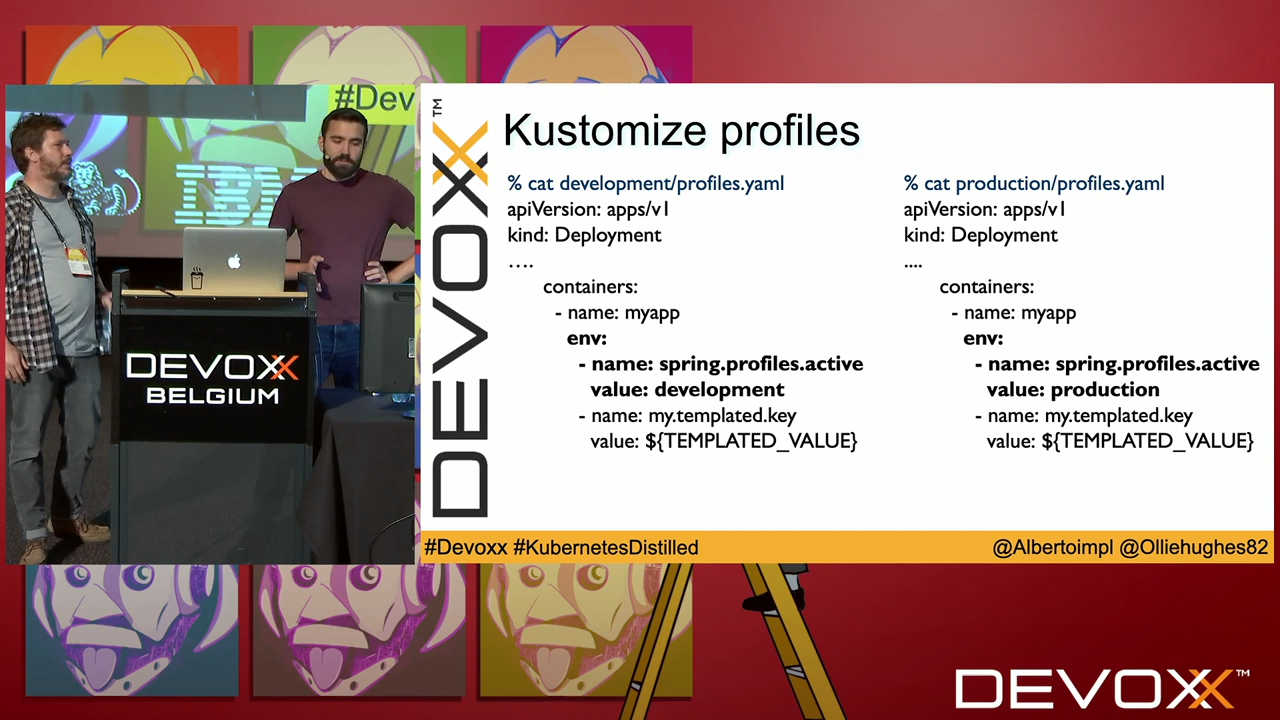 #Dev
IBM
DEVOXX
BELGIUM
DEVOXX™
Kustomize profiles
% cat development/profiles.yaml
apiVersion: apps/v1
kind: Deployment
….
containers:
- name: myapp
env:
- name: spring.profiles.active
value: development
- name: my.templated.key
value: ${TEMPLATED_VALUE}
% cat production/profiles.yaml
apiVersion: apps/v1
kind: Deployment
....
containers:
- name: myapp
env:
- name: spring.profiles.active
value: production
- name: my.templated.key
value: ${TEMPLATED_VALUE}
#Devoxx #KubernetesDistilled
@Albertoimpl @Olliehughes82
DEVOXX™